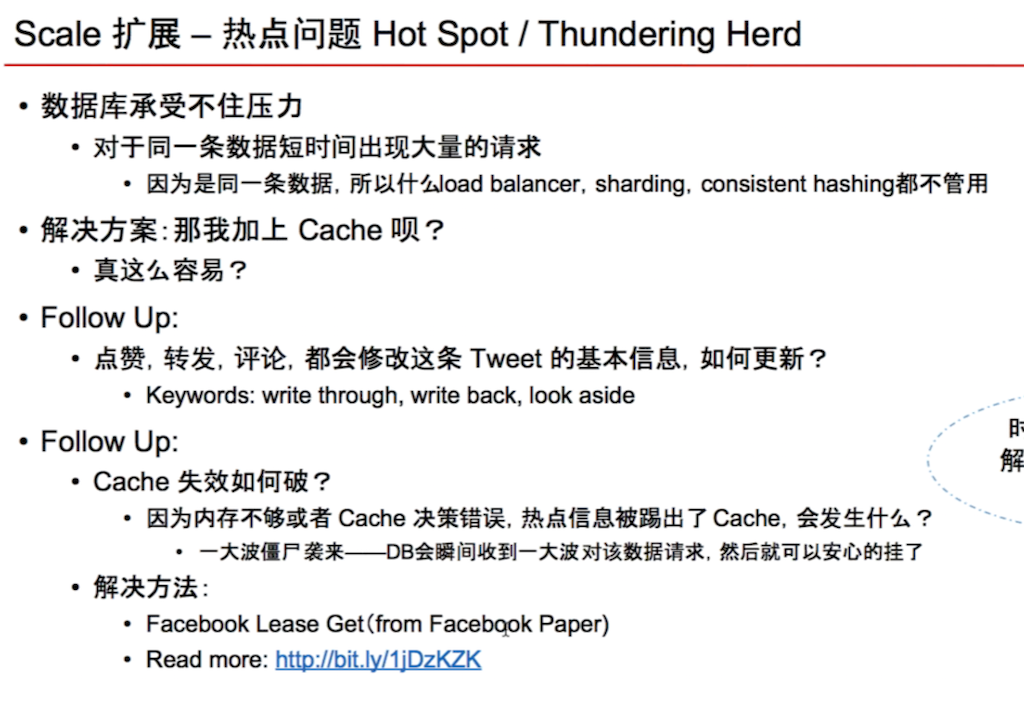 Scale 扩展 – 热点问题 Hot Spot / Thundering Herd
• 数据库承受不住压力
• 对于同一条数据短时间出现大量的请求
• 因为是同一条数据, 所以什么load balancer, sharding, consistent hashing都不管用
• 解决方案: 那我加上 Cache 呗？
• 真这么容易？
• Follow Up:
• 点赞, 转发, 评论, 都会修改这条 Tweet 的基本信息, 如何更新？
• Keywords: write through, write back, look aside
• Follow Up:
• Cache 失效如何破？
• 因为内存不够或者 Cache 决策错误, 热点信息被踢出了 Cache, 会发生什么？
• 一大波僵尸袭来——DB会瞬间收到一大波对该数据请求, 然后就可以安心的挂了
• 解决方法:
• Facebook Lease Get(from Facebook Paper)
• Read more: http://bit.ly/1jDzKZK
解